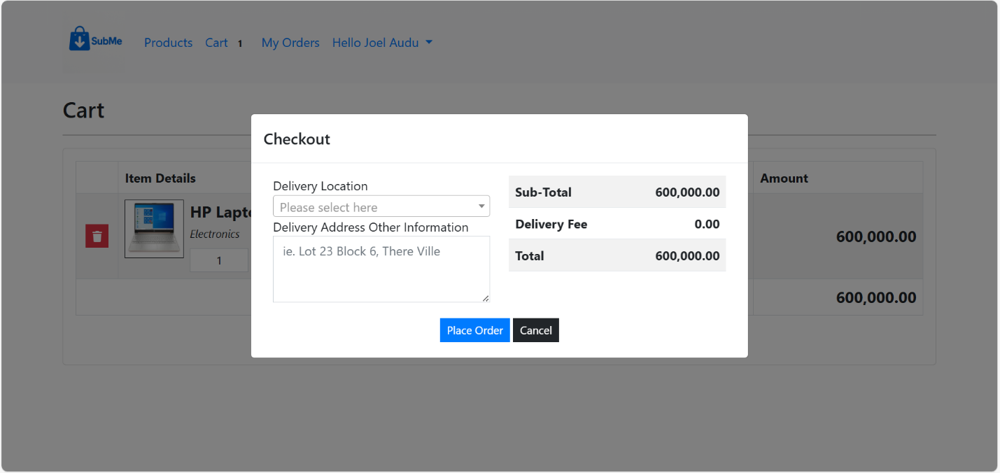 SubMe
Products Cart 1 My Orders Hello Joel Audu
Cart
Checkout
Item Details
Amount
HP Lapto
Electronics
1
600,000.00
600,000.00
Delivery Location
Please select here
Delivery Address Other Information
ie. Lot 23 Block 6, There Ville
Sub-Total 600,000.00
Delivery Fee 0.00
Total 600,000.00
Place Order Cancel